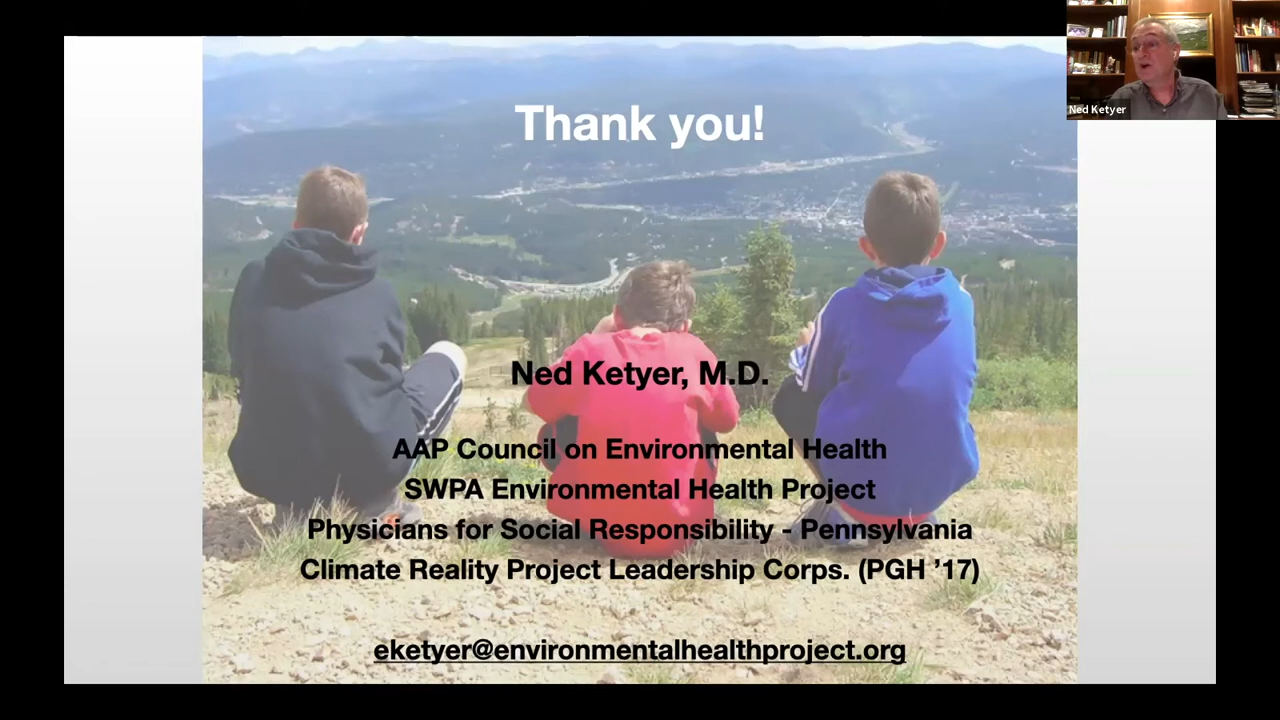 Thank you!
Ned Ketyer
Ned Ketyer, M.D.
AAP Council on Environmental Health
SWPA Environmental Health Project
Physicians for Social Responsibility - Pennsylvania
Climate Reality Project Leadership Corps. (PGH ’17)
eketyer@environmentalhealthproject.org